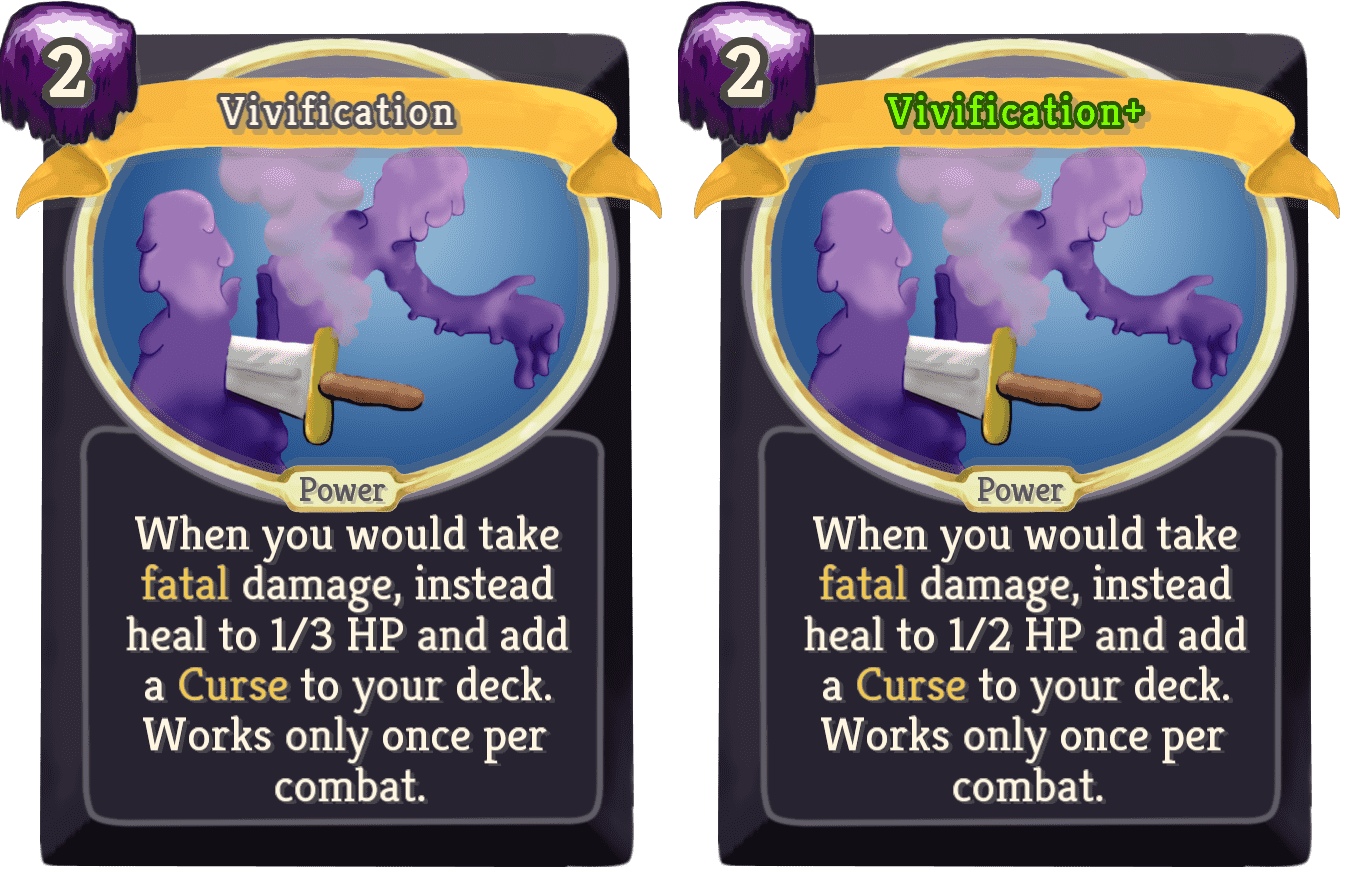 2
Vivification
Power
When you would take
fatal damage, instead
heal to 1/3 HP and add
a Curse to your deck.
Works only once per
combat.
2
Vivification+
Power
When you would take
fatal damage, instead
heal to 1/2 HP and add
a Curse to your deck.
Works only once per
combat.